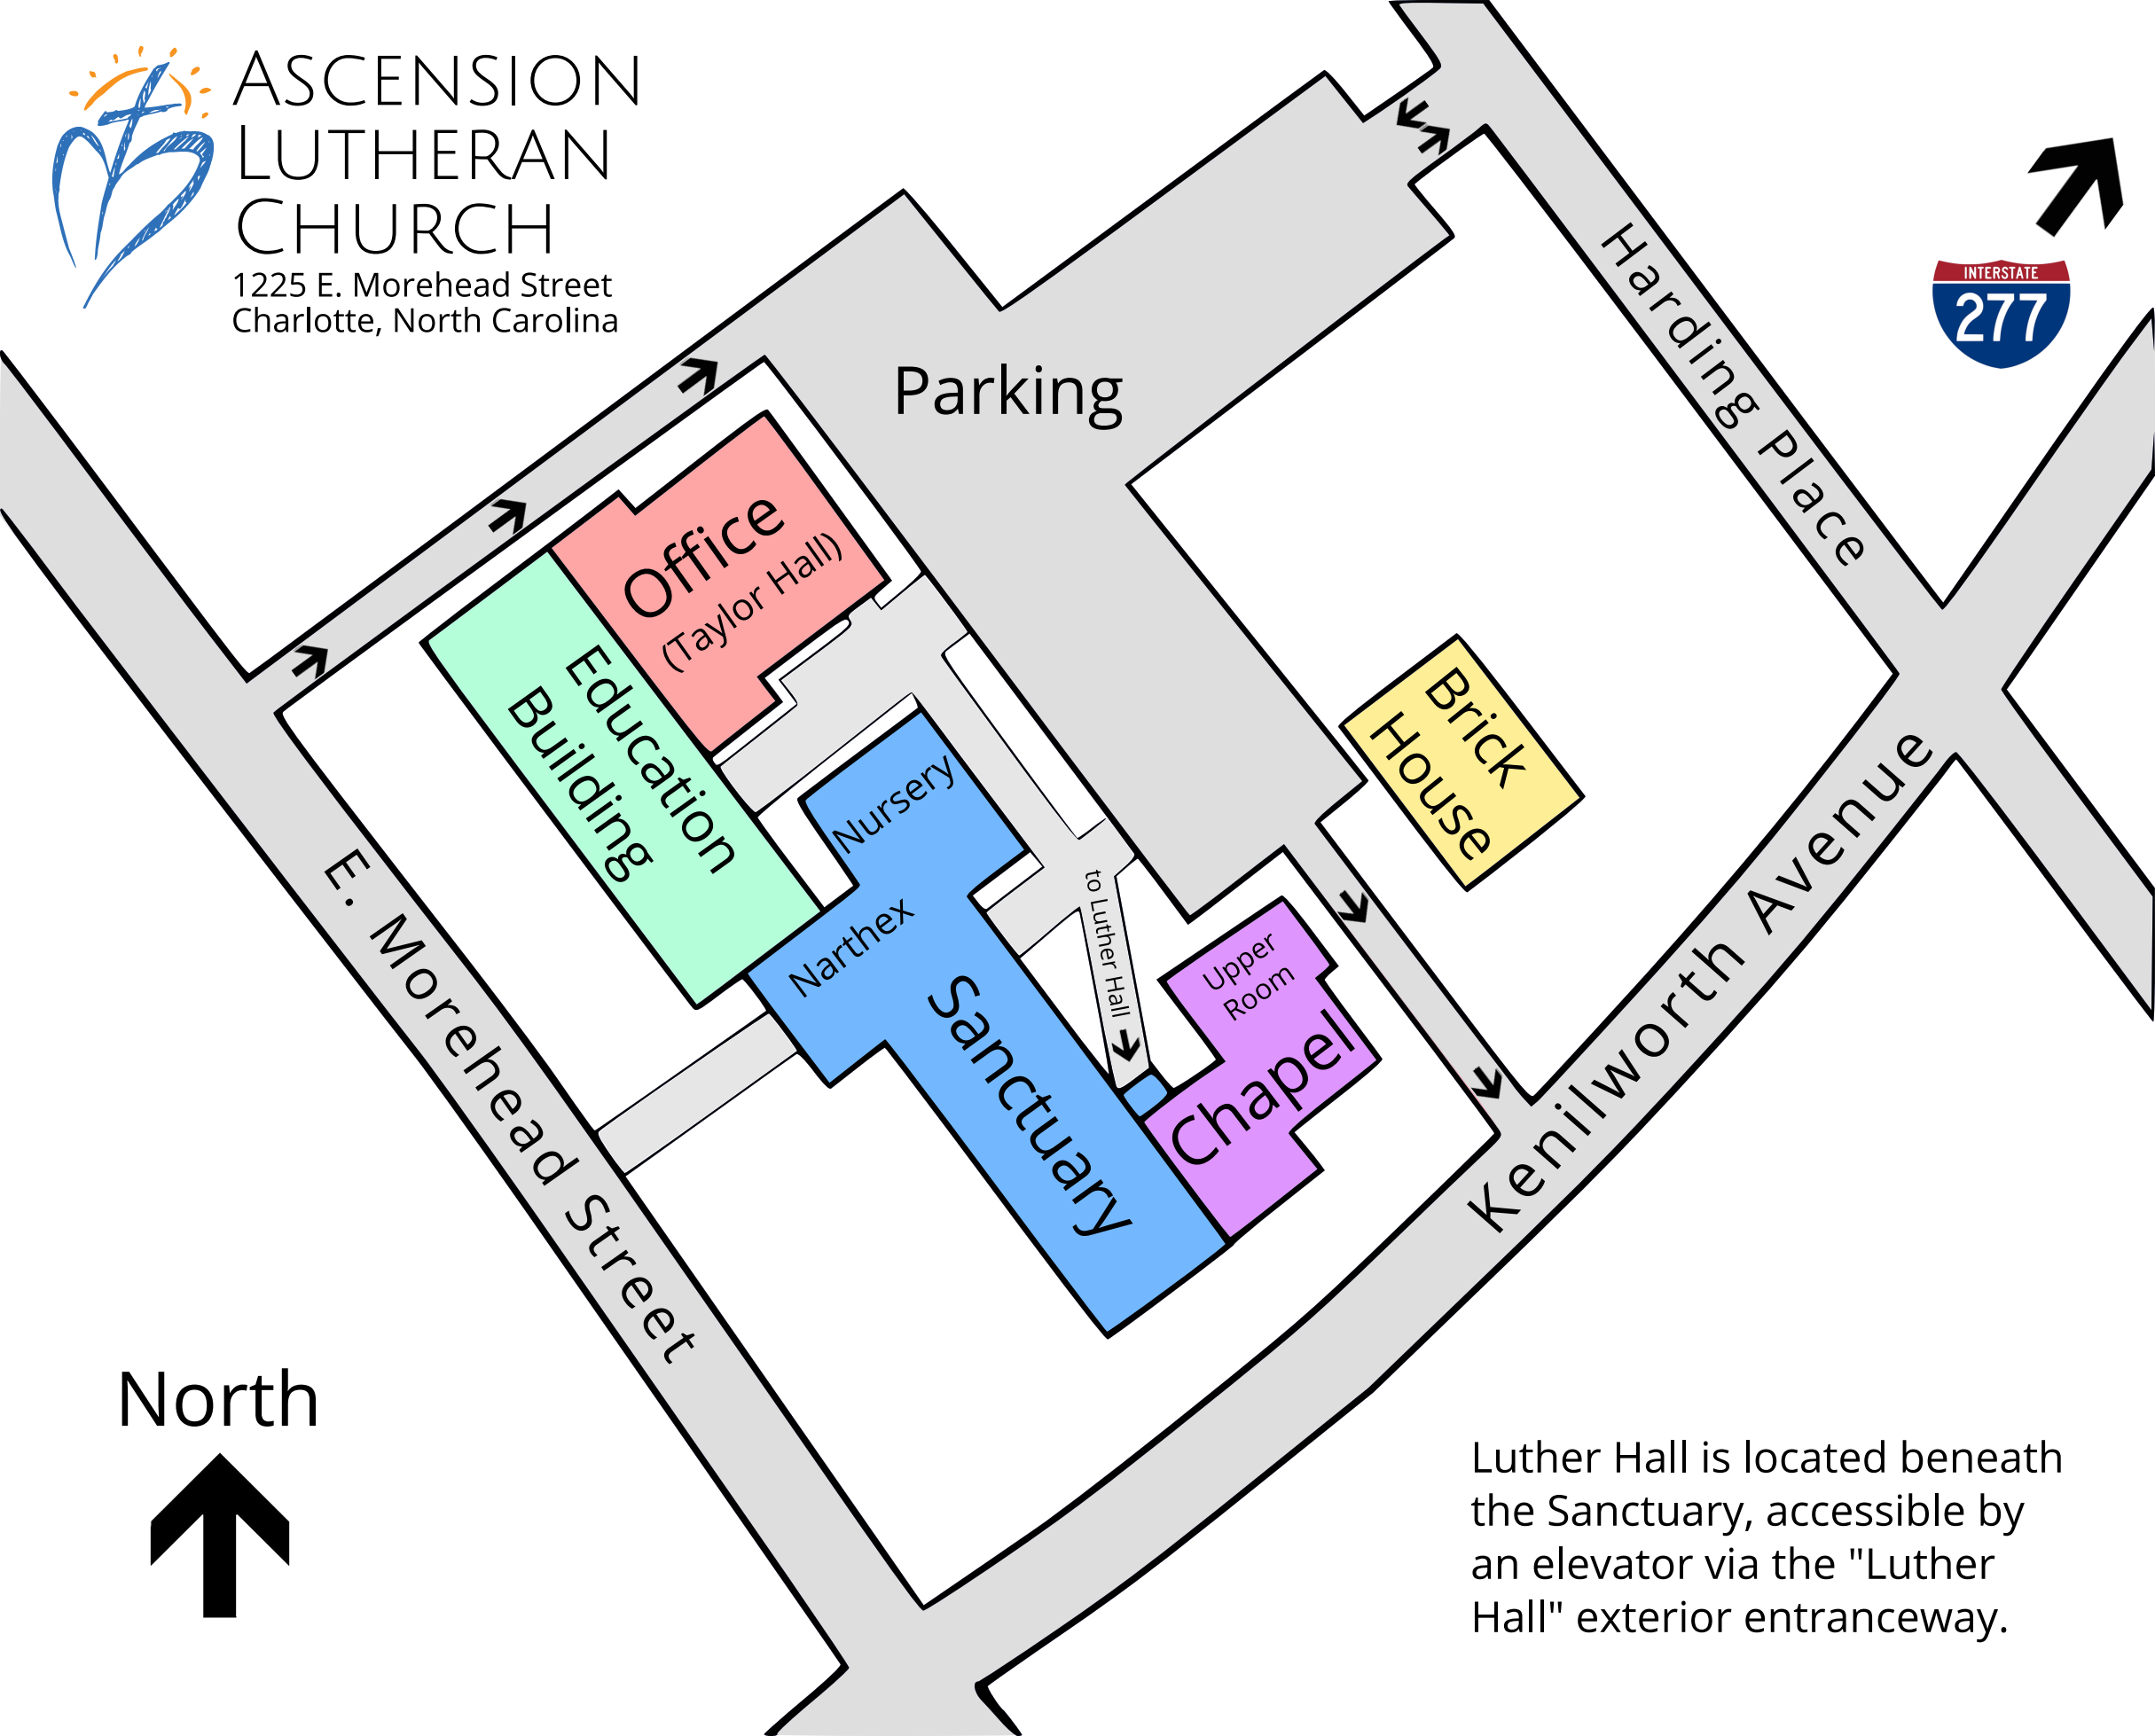 ASCENSION
LUTHERAN
CHURCH
1225 E. Morehead Street
Charlotte, North Carolina
Parking
Harding Place
INTERSTATE
277
Office
(Taylor Hall)
Education
Building
Brick
House
Nursery
Narthex
Sanctuary
to Luther Hall
Upper
Room
Chapel
E. Morehead Street
Kenilworth Avenue
North
Luther Hall is located beneath
the Sanctuary, accessible by
an elevator via the "Luther
Hall" exterior entranceway.